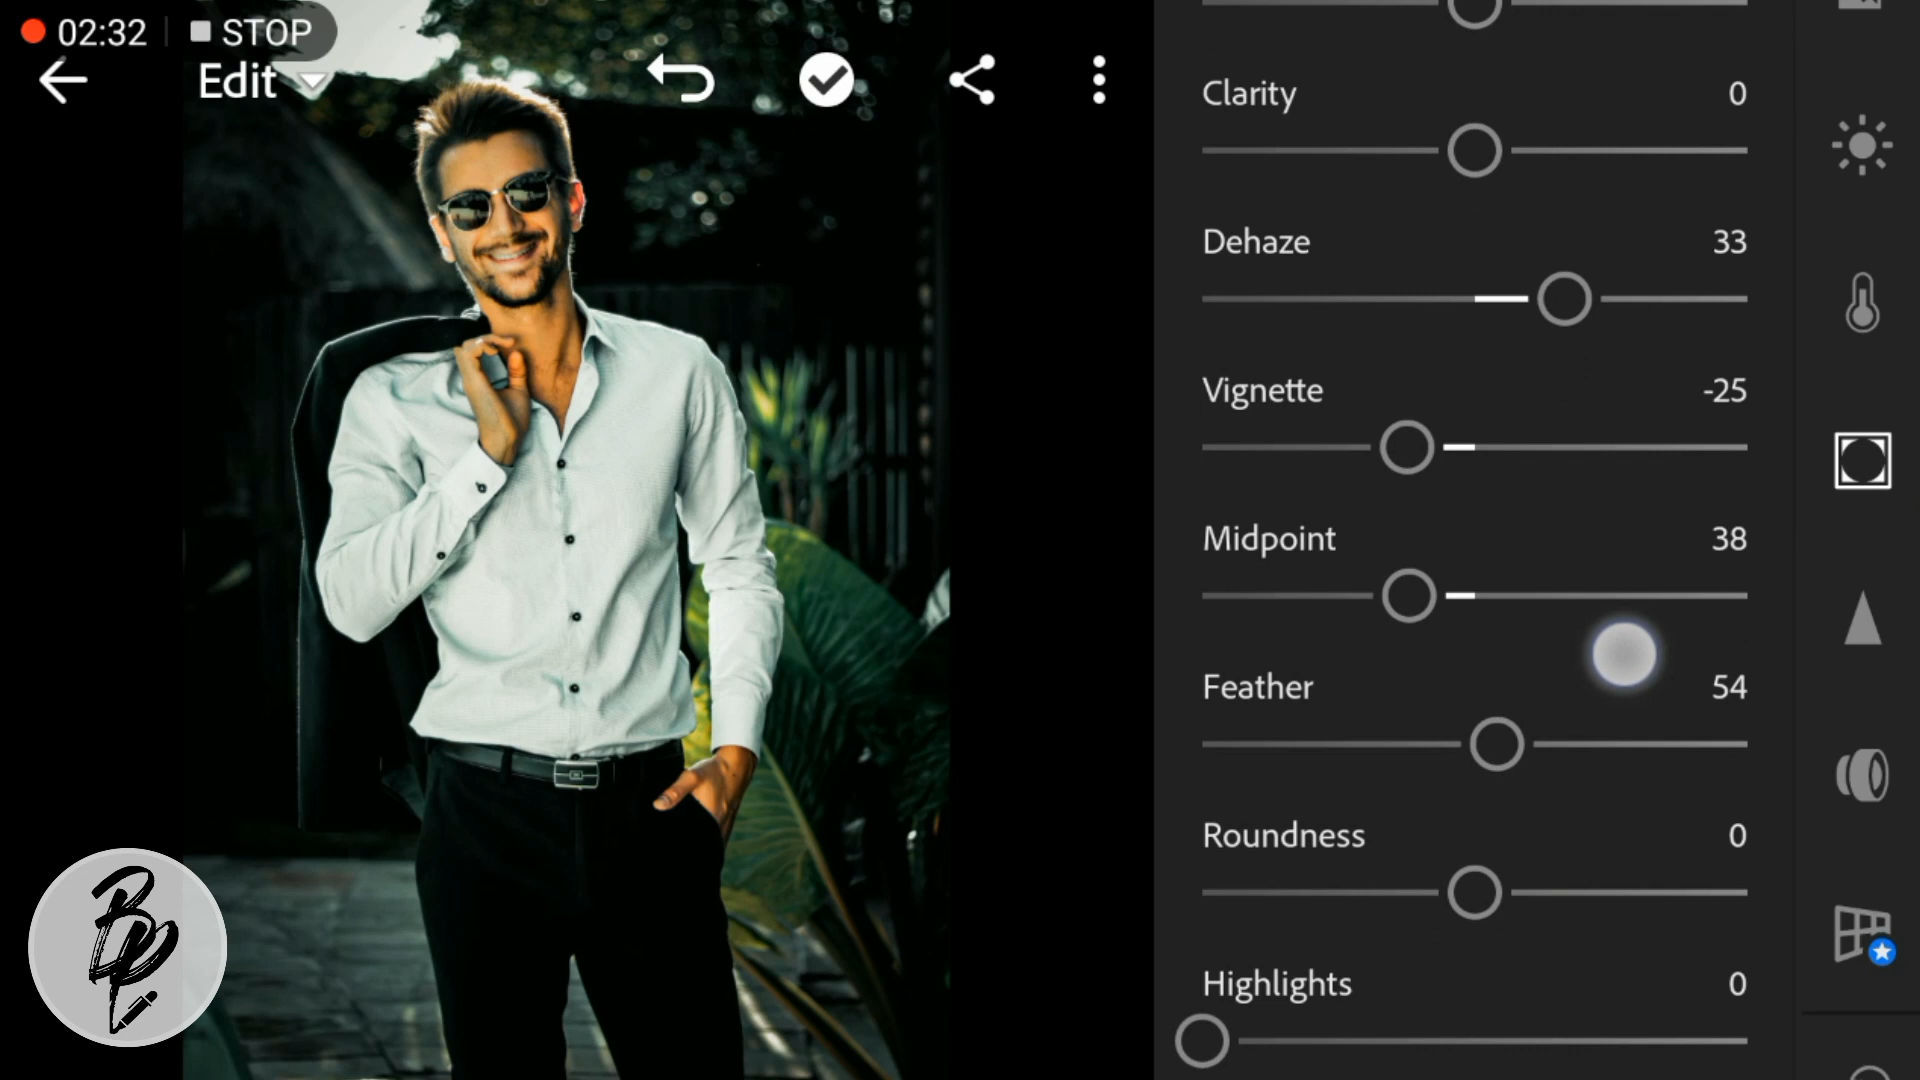 02:32
STOP
Edit
Clarity 0
Dehaze 33
Vignette -25
Midpoint 38
Feather 54
Roundness 0
Highlights 0